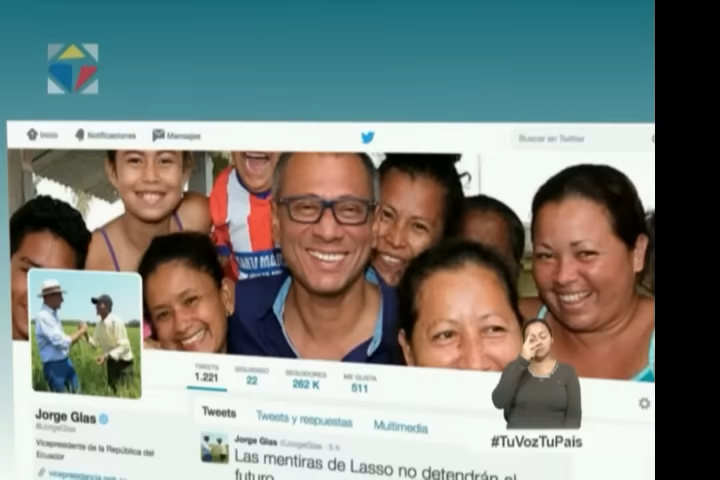 Inicio Notificaciones Mensajes
Buscar en Twitter
TWEETS SIGUIENDO SEGUIDORES ME GUSTA
1.221 22 262 K 511
Jorge Glas
@JorgeGlas
Vicepresidente de la República del
Ecuador
Tweets Tweets y respuestas Multimedia
Jorge Glas @JorgeGlas · 5 h
Las mentiras de Lasso no detendrán el
futuro
#TuVozTuPais